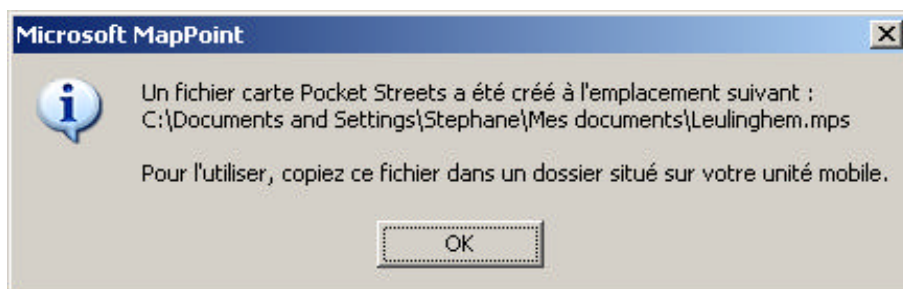 Microsoft MapPoint
Un fichier carte Pocket Streets a été créé à l'emplacement suivant :
C:\Documents and Settings\Stephane\Mes documents\Leulinghem.mps
Pour l'utiliser, copiez ce fichier dans un dossier situé sur votre unité mobile.
OK